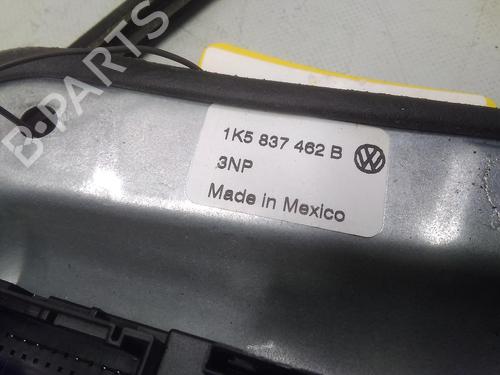 B-PARTS
1K5 837 462 B
3NP
Made in Mexico